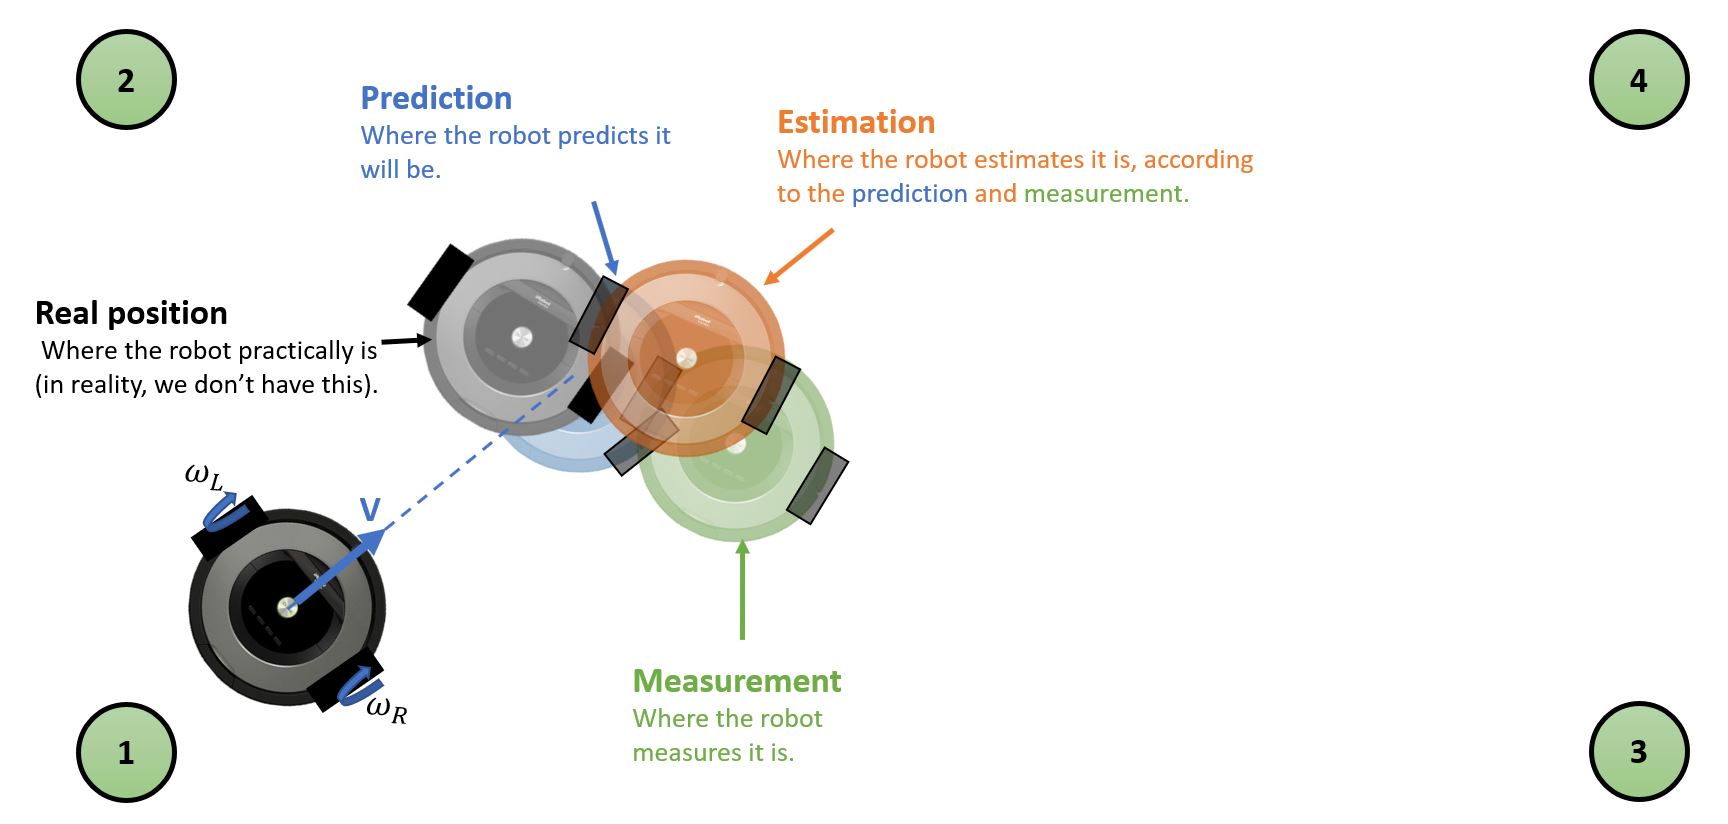 2
4
Prediction
Where the robot predicts it
will be.
Estimation
Where the robot estimates it is, according
to the prediction and measurement.
Real position
Where the robot practically is
(in reality, we don't have this).
ω_L
V
ω_R
Measurement
Where the robot
measures it is.
1
3